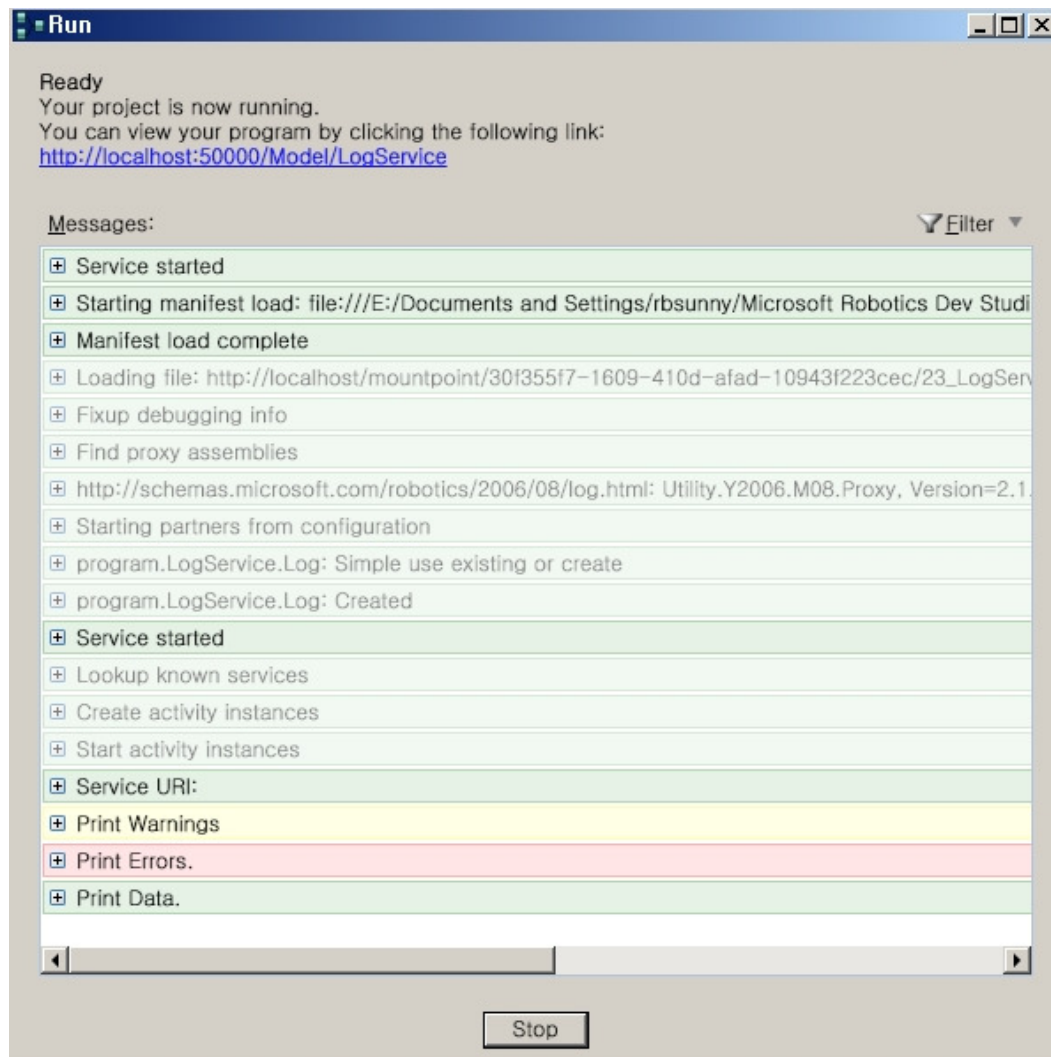 Run
Ready
Your project is now running.
You can view your program by clicking the following link:
http://localhost:50000/Model/LogService
Messages:
Filter
Service started
Starting manifest load: file:///E:/Documents and Settings/rbsunny/Microsoft Robotics Dev Studi
Manifest load complete
Loading file: http://localhost/mountpoint/30f355f7-1609-410d-afad-10943f223cec/23_LogServ
Fixup debugging info
Find proxy assemblies
http://schemas.microsoft.com/robotics/2006/08/log.html: Utility.Y2006.M08.Proxy, Version=2.1.
Starting partners from configuration
program.LogService.Log: Simple use existing or create
program.LogService.Log: Created
Service started
Lookup known services
Create activity instances
Start activity instances
Service URI:
Print Warnings
Print Errors.
Print Data.
Stop